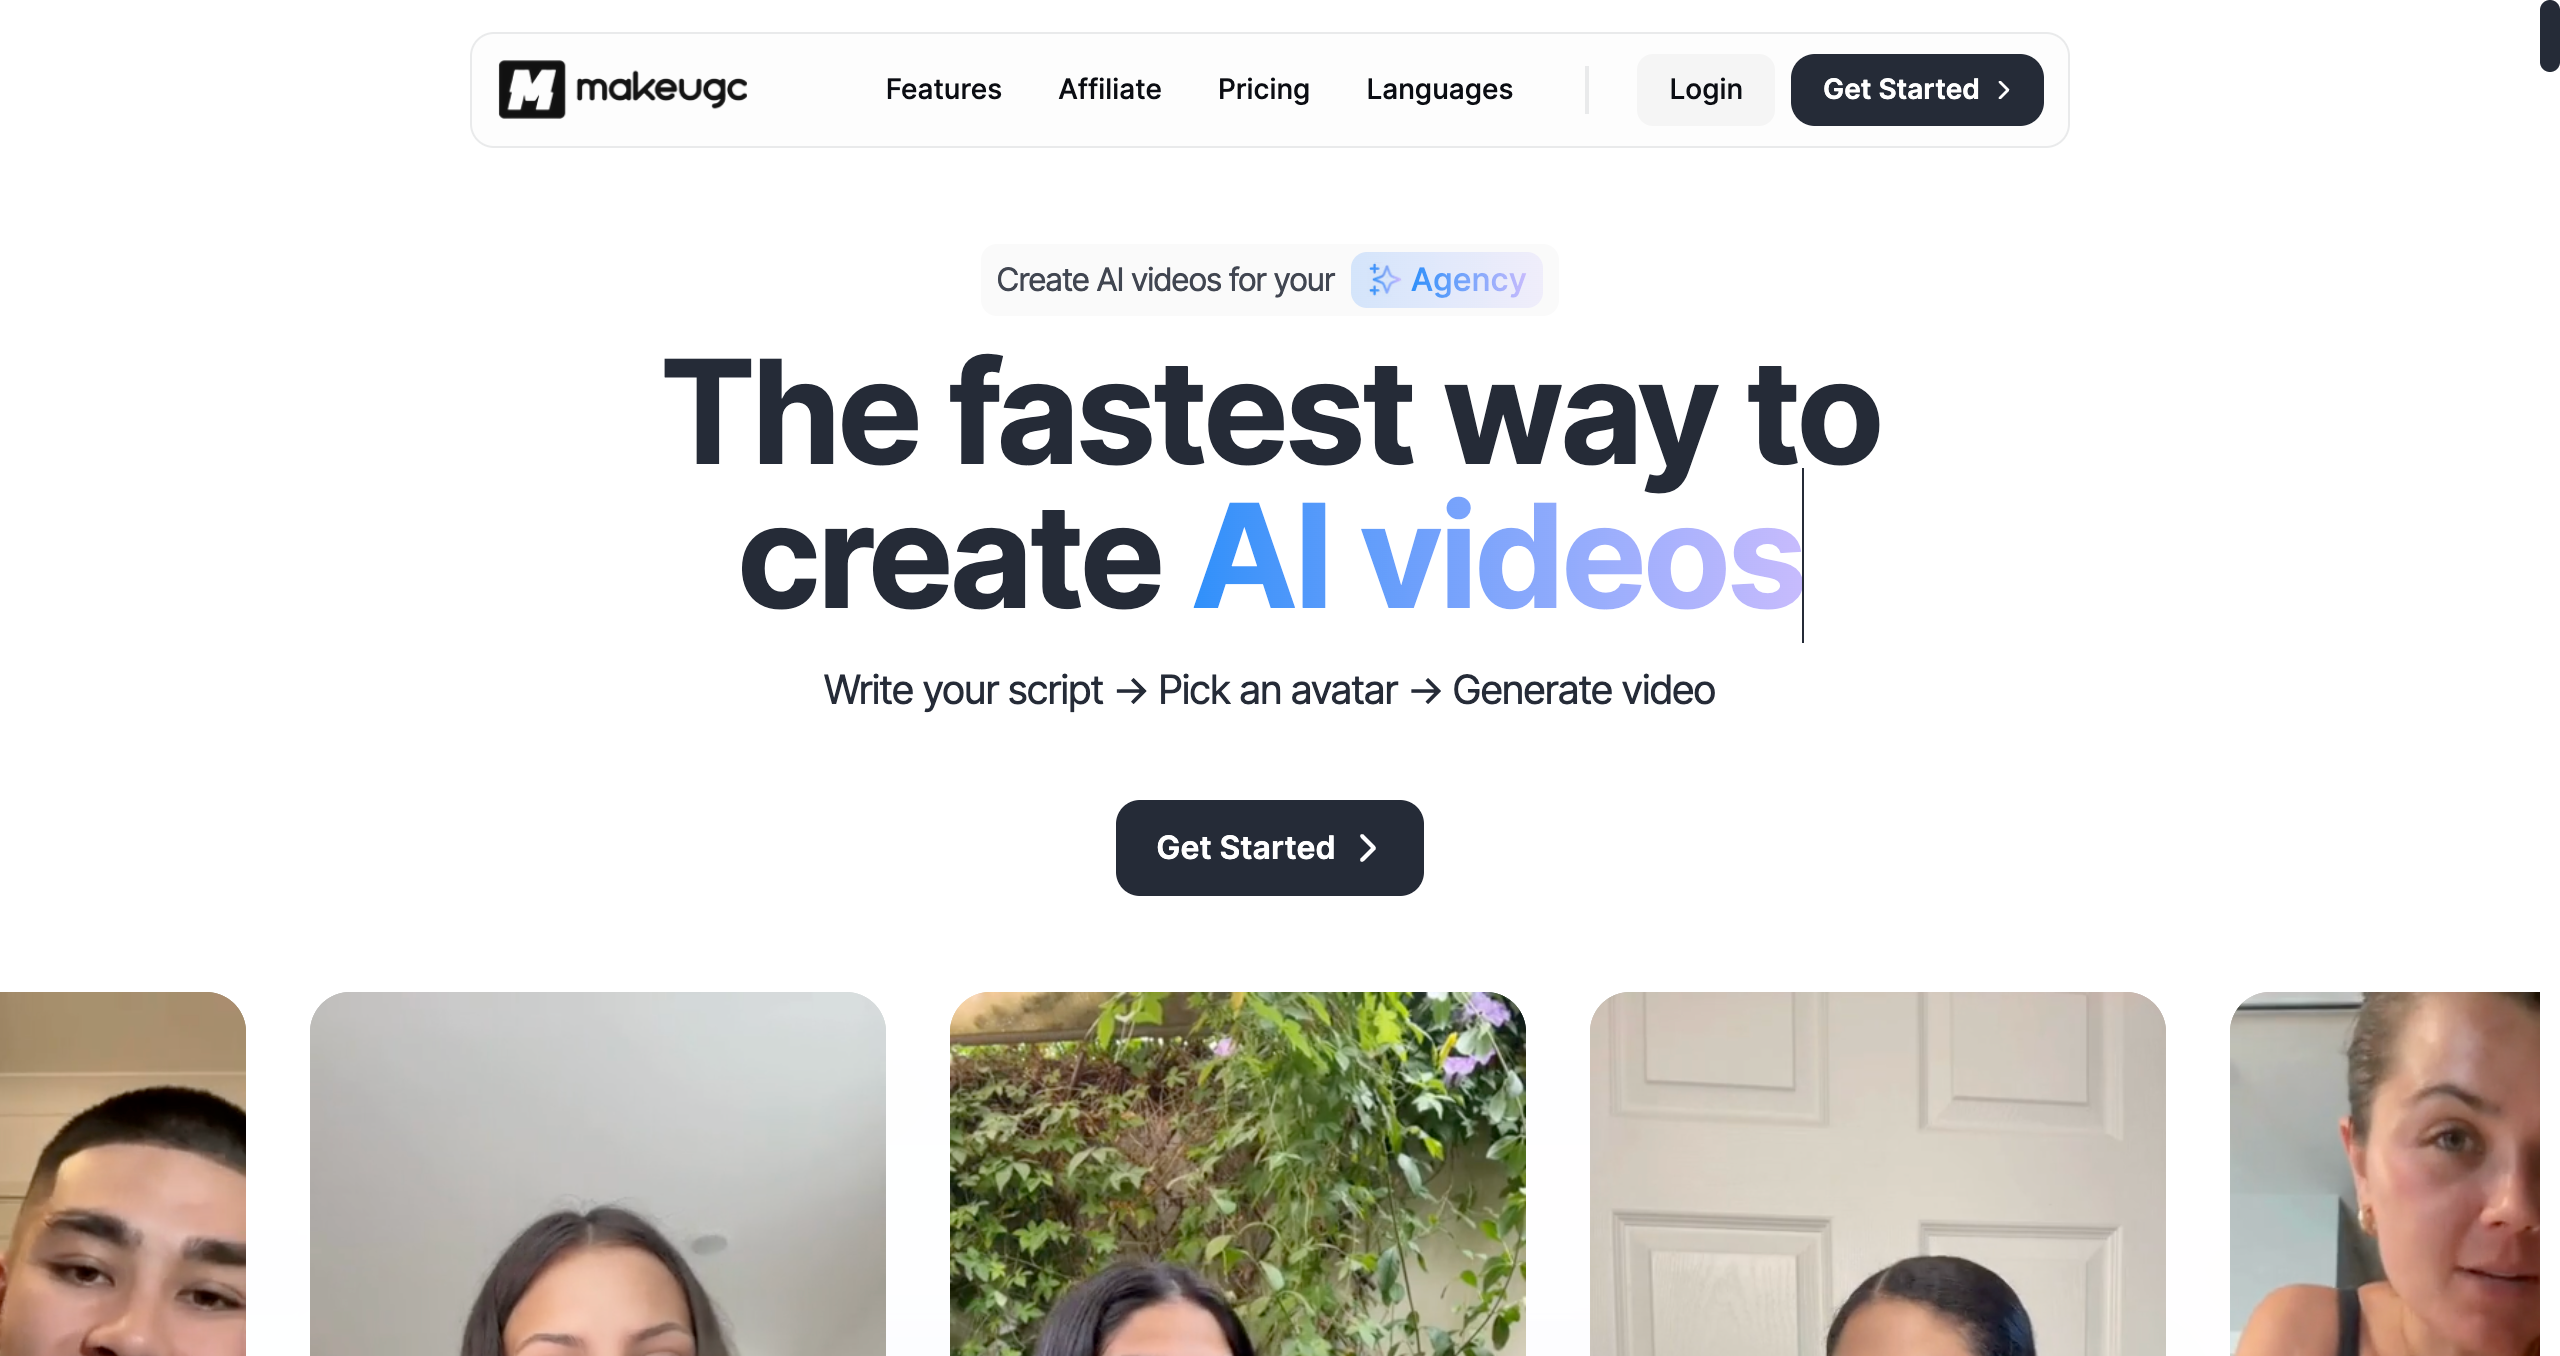 makeugc
Features
Affiliate
Pricing
Languages
Login
Get Started
Create AI videos for your Agency
The fastest way to
create AI videos
Write your script → Pick an avatar → Generate video
Get Started